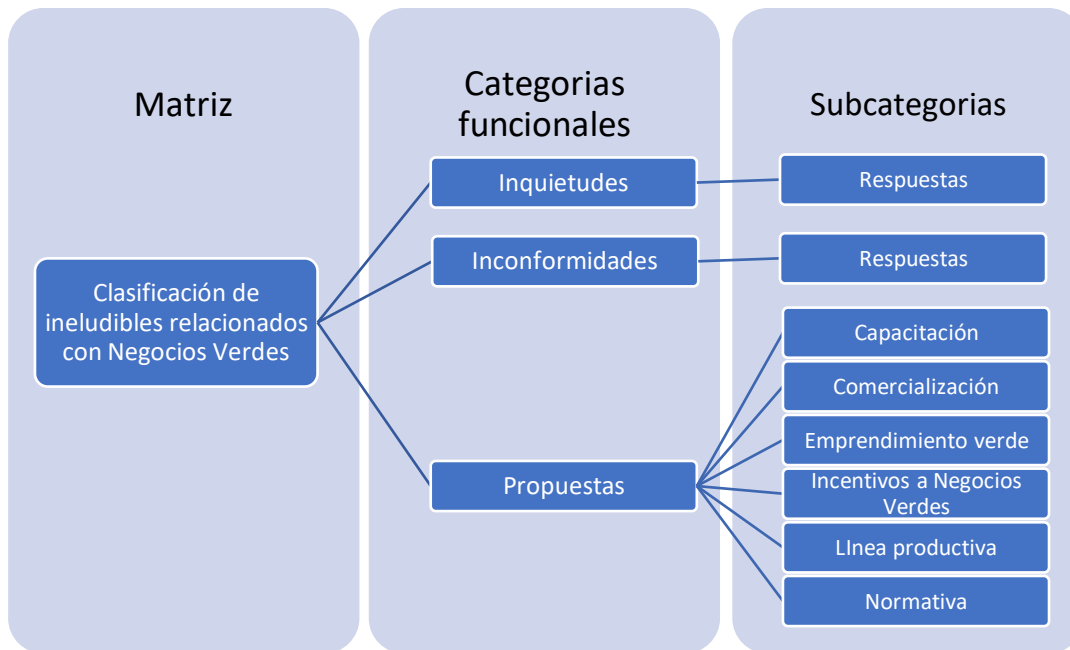 Matriz
Categorias
funcionales
Subcategorias
Clasificación de
ineludibles relacionados
con Negocios Verdes
Inquietudes
Respuestas
Inconformidades
Respuestas
Propuestas
Capacitación
Comercialización
Emprendimiento verde
Incentivos a Negocios
Verdes
LInea productiva
Normativa